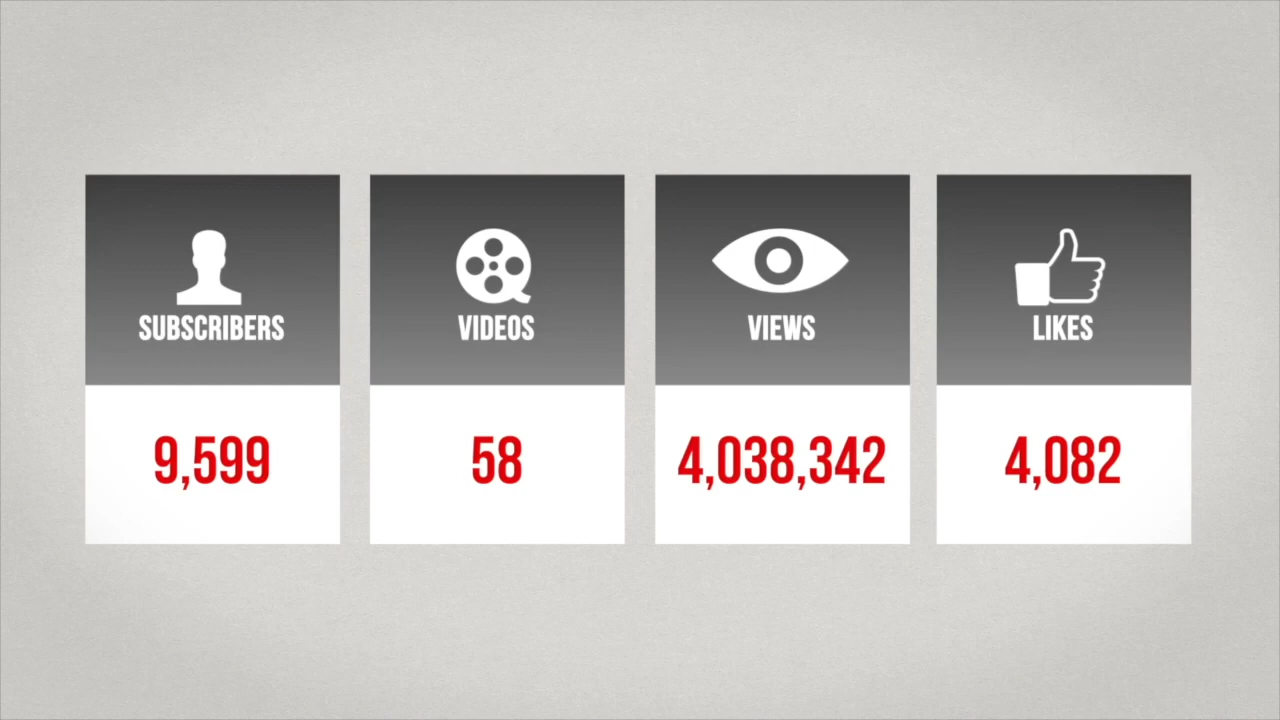 SUBSCRIBERS
9,599
VIDEOS
58
VIEWS
4,038,342
LIKES
4,082